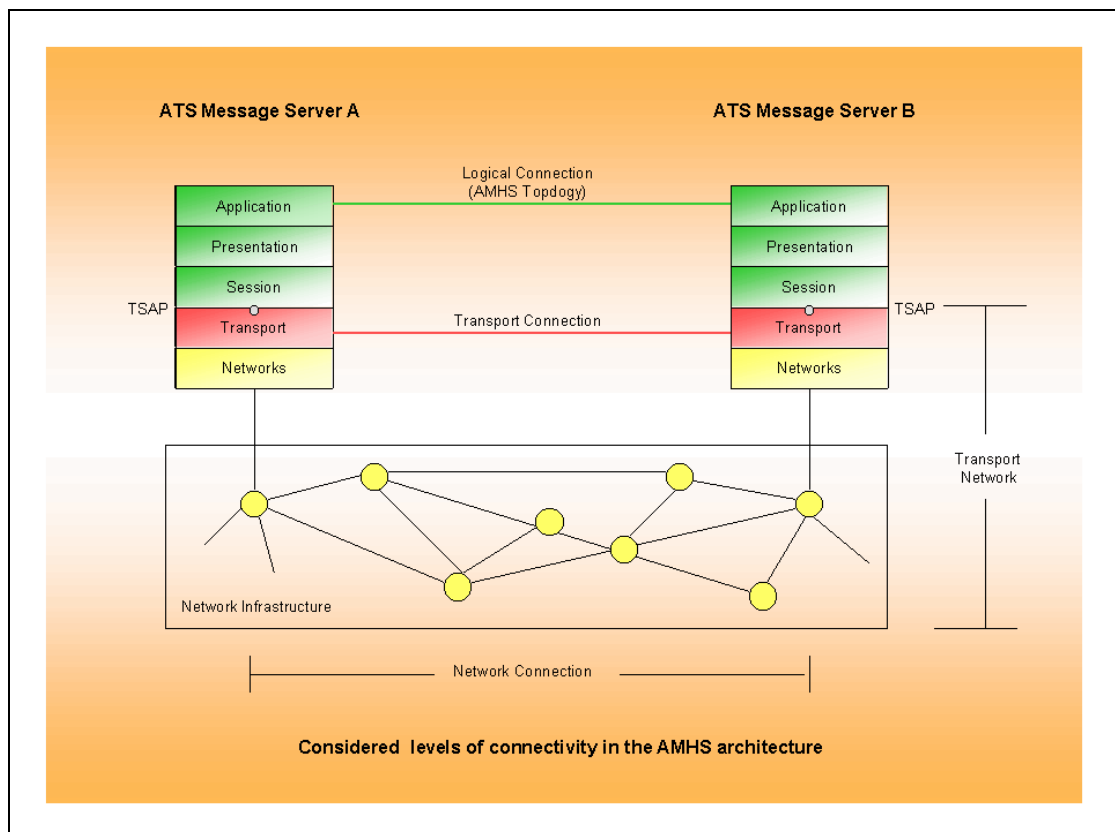 ATS Message Server A
ATS Message Server B
Logical Connection
(AMHS Topdogy)
Application
Presentation
Session
TSAP
Transport
Networks
Transport Connection
Application
Presentation
Session
TSAP
Transport
Networks
Transport
Network
Network Infrastructure
Network Connection
Considered levels of connectivity in the AMHS architecture